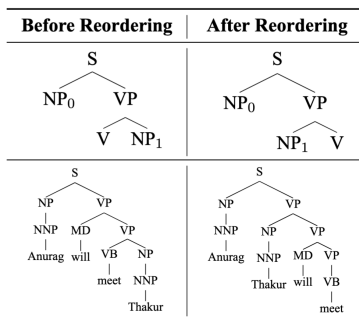 Before Reordering After Reordering
S S
NP₀ VP NP₀ VP
V NP₁ NP₁ V
S S
NP VP NP VP
NNP MD VP NP VP
Anurag will VB NP NNP MD VP
meet NNP Anurag Thakur will VB
Thakur meet